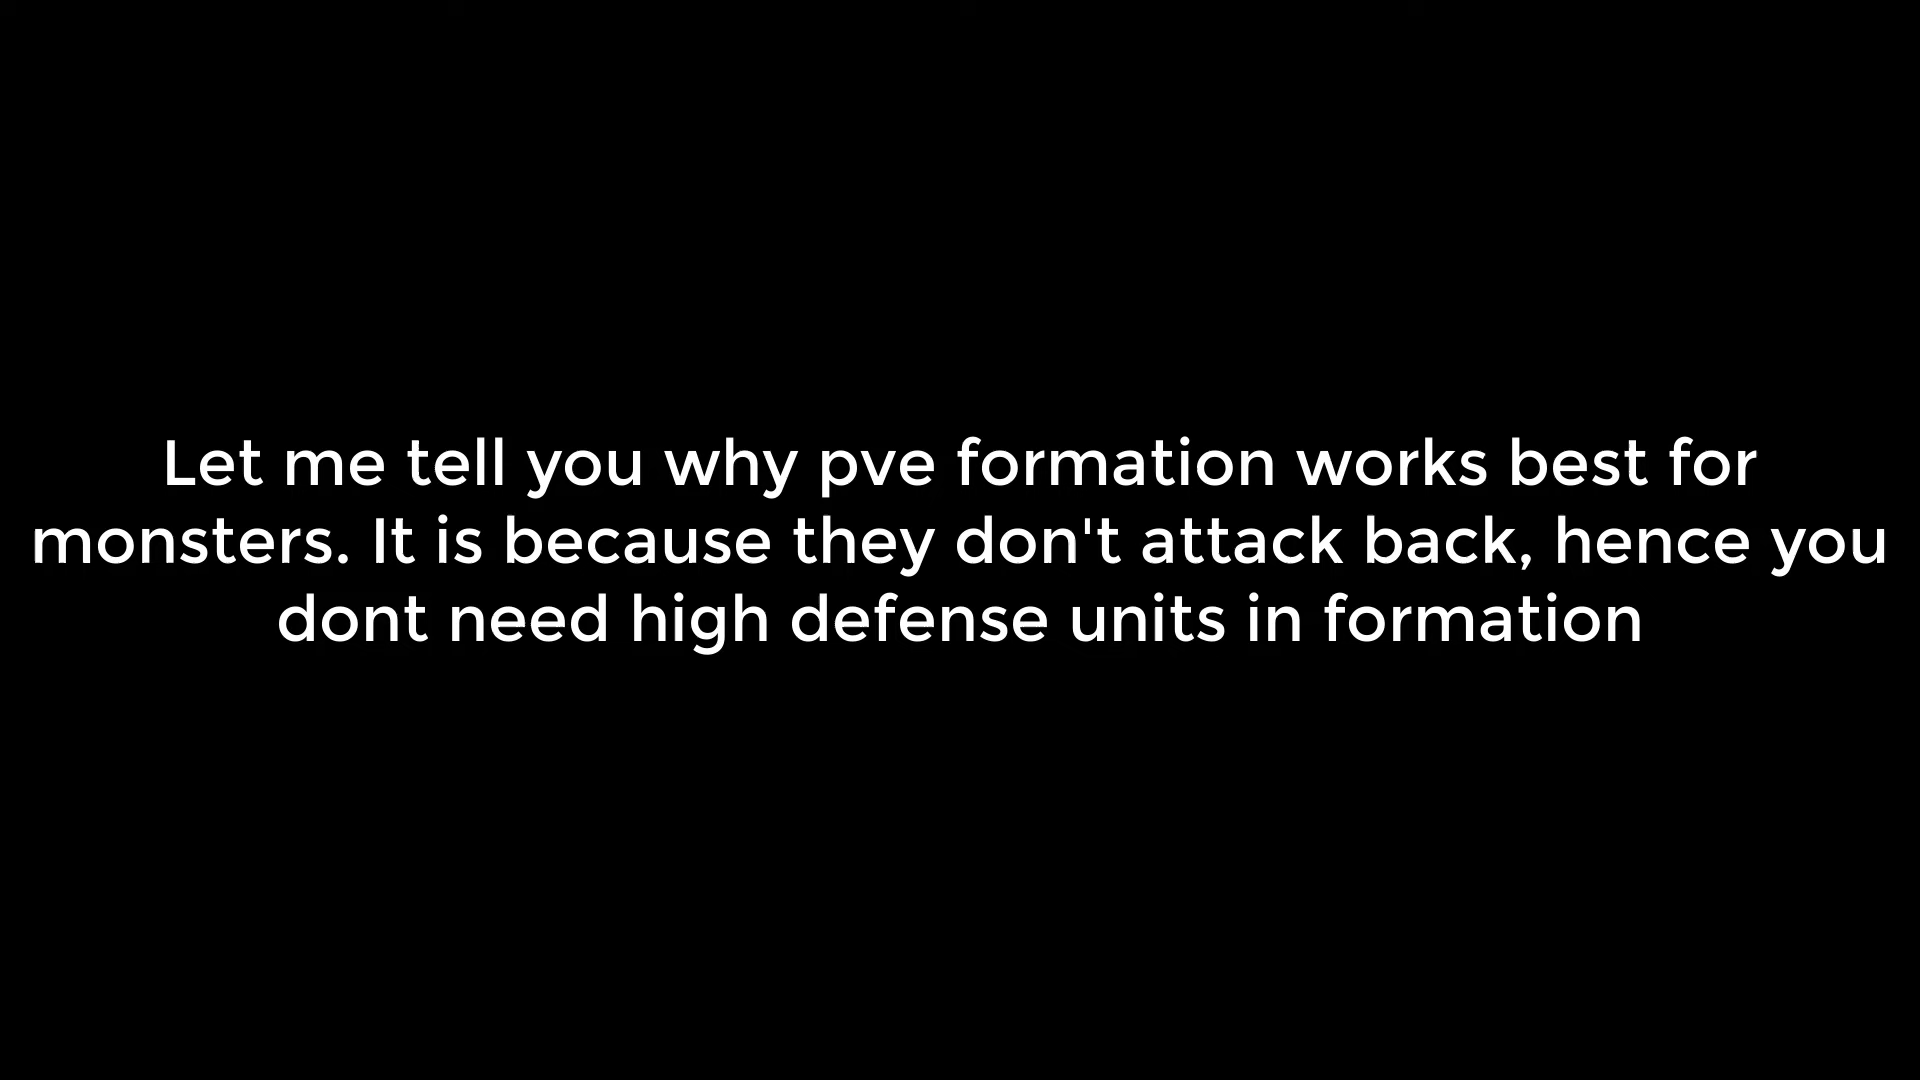 Let me tell you why pve formation works best for
monsters. It is because they don't attack back, hence you
dont need high defense units in formation